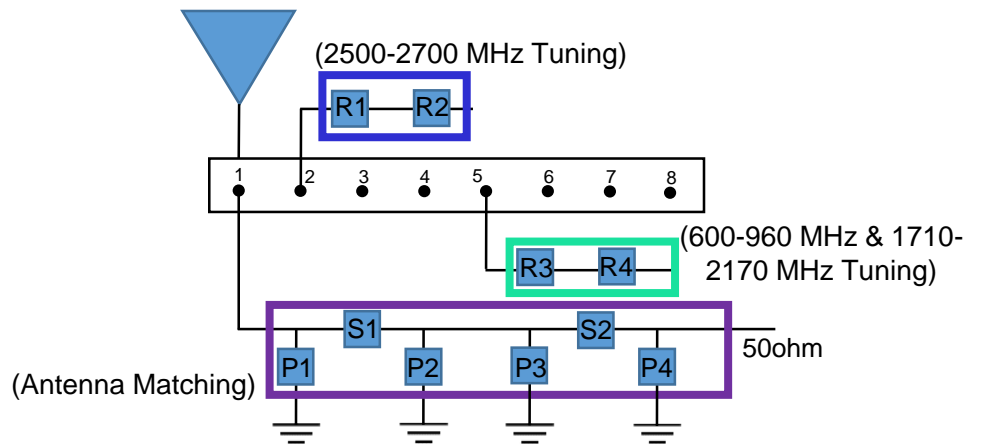 (2500-2700 MHz Tuning)
R1 R2
1 2 3 4 5 6 7 8
(600-960 MHz & 1710-
2170 MHz Tuning)
R3 R4
S1 S2
50ohm
P1 P2 P3 P4
(Antenna Matching)